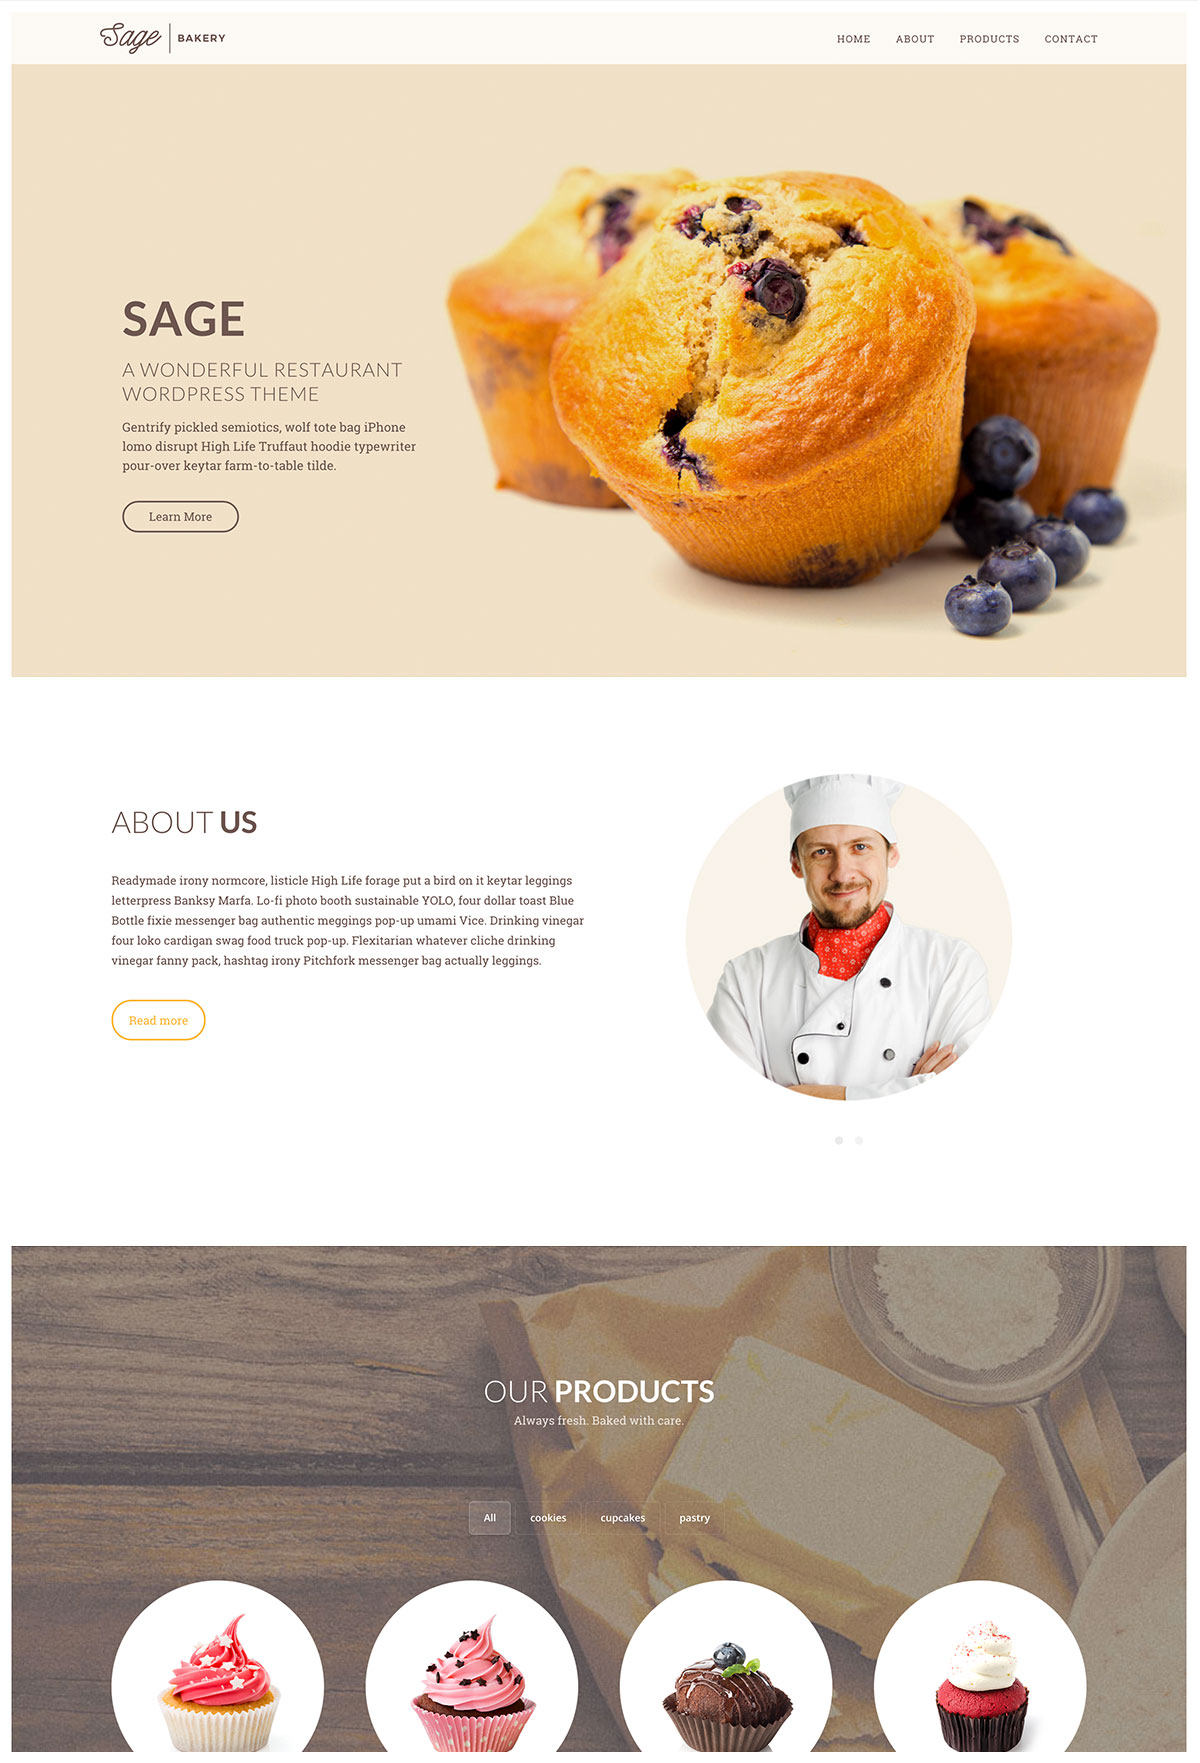 Sage BAKERY
HOME ABOUT PRODUCTS CONTACT
SAGE
A WONDERFUL RESTAURANT
WORDPRESS THEME
Gentrify pickled semiotics, wolf tote bag iPhone
lomo disrupt High Life Truffaut hoodie typewriter
pour-over keytar farm-to-table tilde.
Learn More
ABOUT US
Readymade irony normcore, listicle High Life forage put a bird on it keytar leggings
letterpress Banksy Marfa. Lo-fi photo booth sustainable YOLO, four dollar toast Blue
Bottle fixie messenger bag authentic meggings pop-up umami Vice. Drinking vinegar
four loko cardigan swag food truck pop-up. Flexitarian whatever cliche drinking
vinegar fanny pack, hashtag irony Pitchfork messenger bag actually leggings.
Read more
OUR PRODUCTS
Always fresh. Baked with care.
All cookies cupcakes pastry